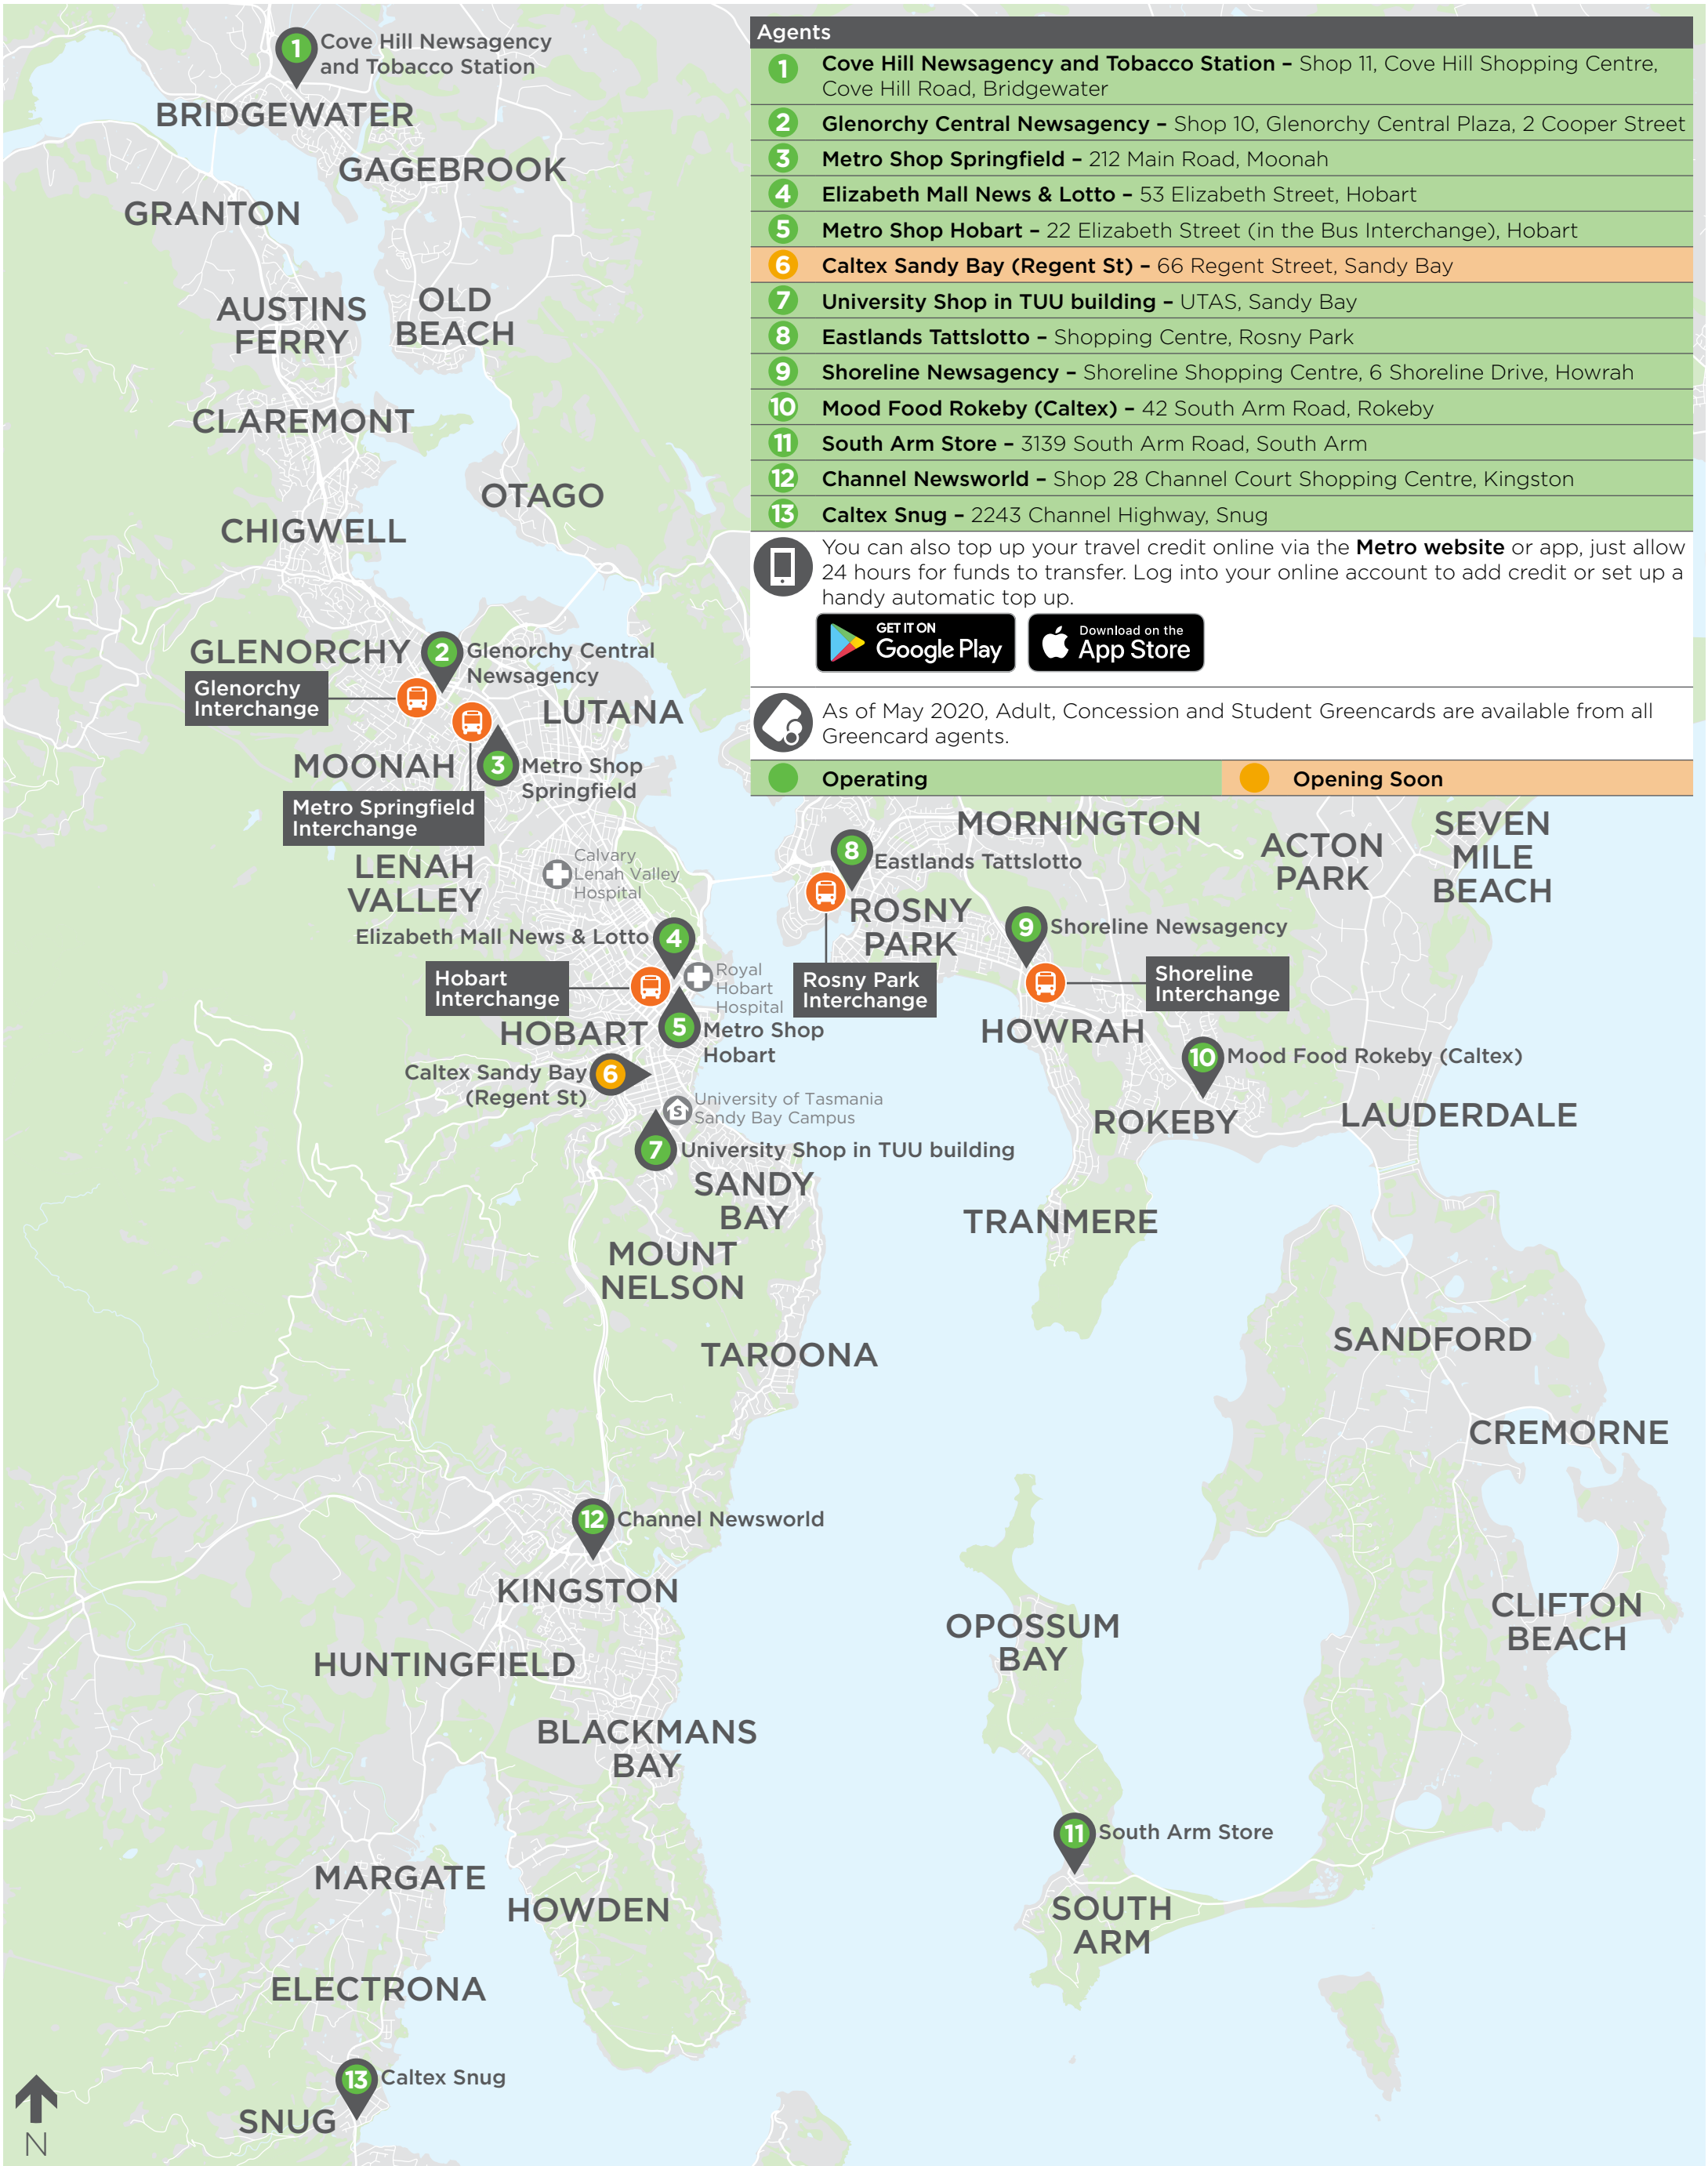 1 Cove Hill Newsagency
and Tobacco Station
BRIDGEWATER
GAGEBROOK
GRANTON
AUSTINS
FERRY
OLD
BEACH
CLAREMONT
OTAGO
CHIGWELL
Agents
1 Cove Hill Newsagency and Tobacco Station – Shop 11, Cove Hill Shopping Centre,
Cove Hill Road, Bridgewater
2 Glenorchy Central Newsagency – Shop 10, Glenorchy Central Plaza, 2 Cooper Street
3 Metro Shop Springfield – 212 Main Road, Moonah
4 Elizabeth Mall News & Lotto – 53 Elizabeth Street, Hobart
5 Metro Shop Hobart – 22 Elizabeth Street (in the Bus Interchange), Hobart
6 Caltex Sandy Bay (Regent St) – 66 Regent Street, Sandy Bay
7 University Shop in TUU building – UTAS, Sandy Bay
8 Eastlands Tattslotto – Shopping Centre, Rosny Park
9 Shoreline Newsagency – Shoreline Shopping Centre, 6 Shoreline Drive, Howrah
10 Mood Food Rokeby (Caltex) – 42 South Arm Road, Rokeby
11 South Arm Store – 3139 South Arm Road, South Arm
12 Channel Newsworld – Shop 28 Channel Court Shopping Centre, Kingston
13 Caltex Snug – 2243 Channel Highway, Snug
You can also top up your travel credit online via the Metro website or app, just allow
24 hours for funds to transfer. Log into your online account to add credit or set up a
handy automatic top up.
GET IT ON
Google Play
Download on the
App Store
As of May 2020, Adult, Concession and Student Greencards are available from all
Greencard agents.
Operating
Opening Soon
GLENORCHY
2 Glenorchy Central
Newsagency
Glenorchy
Interchange
LUTANA
MOONAH
3 Metro Shop
Springfield
Metro Springfield
Interchange
LENAH
VALLEY
Calvary
Lenah Valley
Hospital
Elizabeth Mall News & Lotto 4
Hobart
Interchange
Royal
Hobart
Hospital
HOBART
5 Metro Shop
Hobart
Caltex Sandy Bay
(Regent St)
6
S
University of Tasmania
Sandy Bay Campus
7 University Shop in TUU building
SANDY
BAY
MOUNT
NELSON
TAROONA
MORNINGTON
ACTON
PARK
SEVEN
MILE
BEACH
8 Eastlands Tattslotto
ROSNY
PARK
Rosny Park
Interchange
9 Shoreline Newsagency
Shoreline
Interchange
HOWRAH
10 Mood Food Rokeby (Caltex)
ROKEBY
LAUDERDALE
TRANMERE
SANDFORD
CREMORNE
CLIFTON
BEACH
12 Channel Newsworld
KINGSTON
HUNTINGFIELD
BLACKMANS
BAY
OPOSSUM
BAY
11 South Arm Store
SOUTH
ARM
MARGATE
HOWDEN
ELECTRONA
13 Caltex Snug
SNUG
N